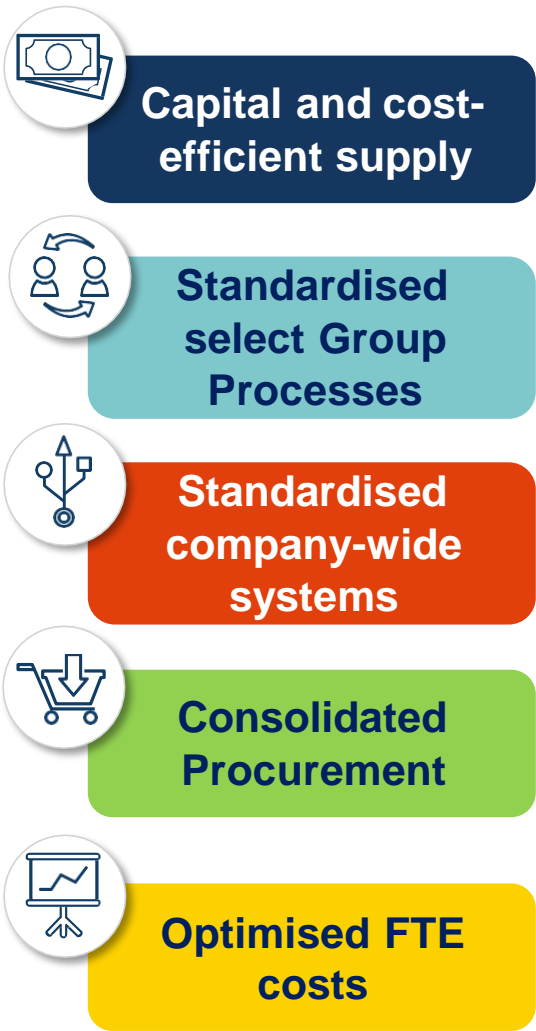 Capital and cost-
efficient supply
Standardised
select Group
Processes
Standardised
company-wide
systems
Consolidated
Procurement
Optimised FTE
costs